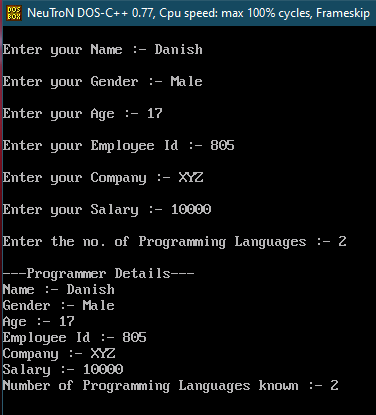 DOS BOX NeuTroN DOS-C++ 0.77, Cpu speed: max 100% cycles, Frameskip
Enter your Name :- Danish
Enter your Gender :- Male
Enter your Age :- 17
Enter your Employee Id :- 805
Enter your Company :- XYZ
Enter your Salary :- 10000
Enter the no. of Programming Languages :- 2
---Programmer Details---
Name :- Danish
Gender :- Male
Age :- 17
Employee Id :- 805
Company :- XYZ
Salary :- 10000
Number of Programming Languages known :- 2